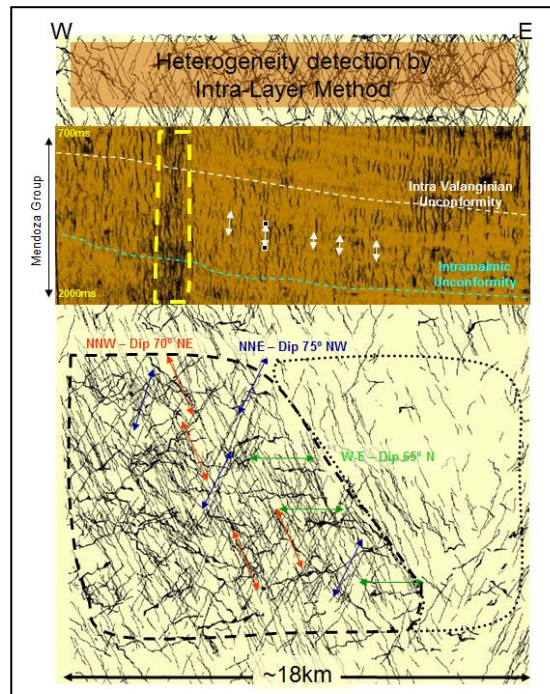 W E
Heterogeneity detection by
Intra-Layer Method
700ms
Mendoza Group
Intra Valanginian
Unconformity
Intramalmic
Unconformity
2000ms
NNW – Dip 70º NE
NNE – Dip 75º NW
W-E – Dip 65º N
~18km